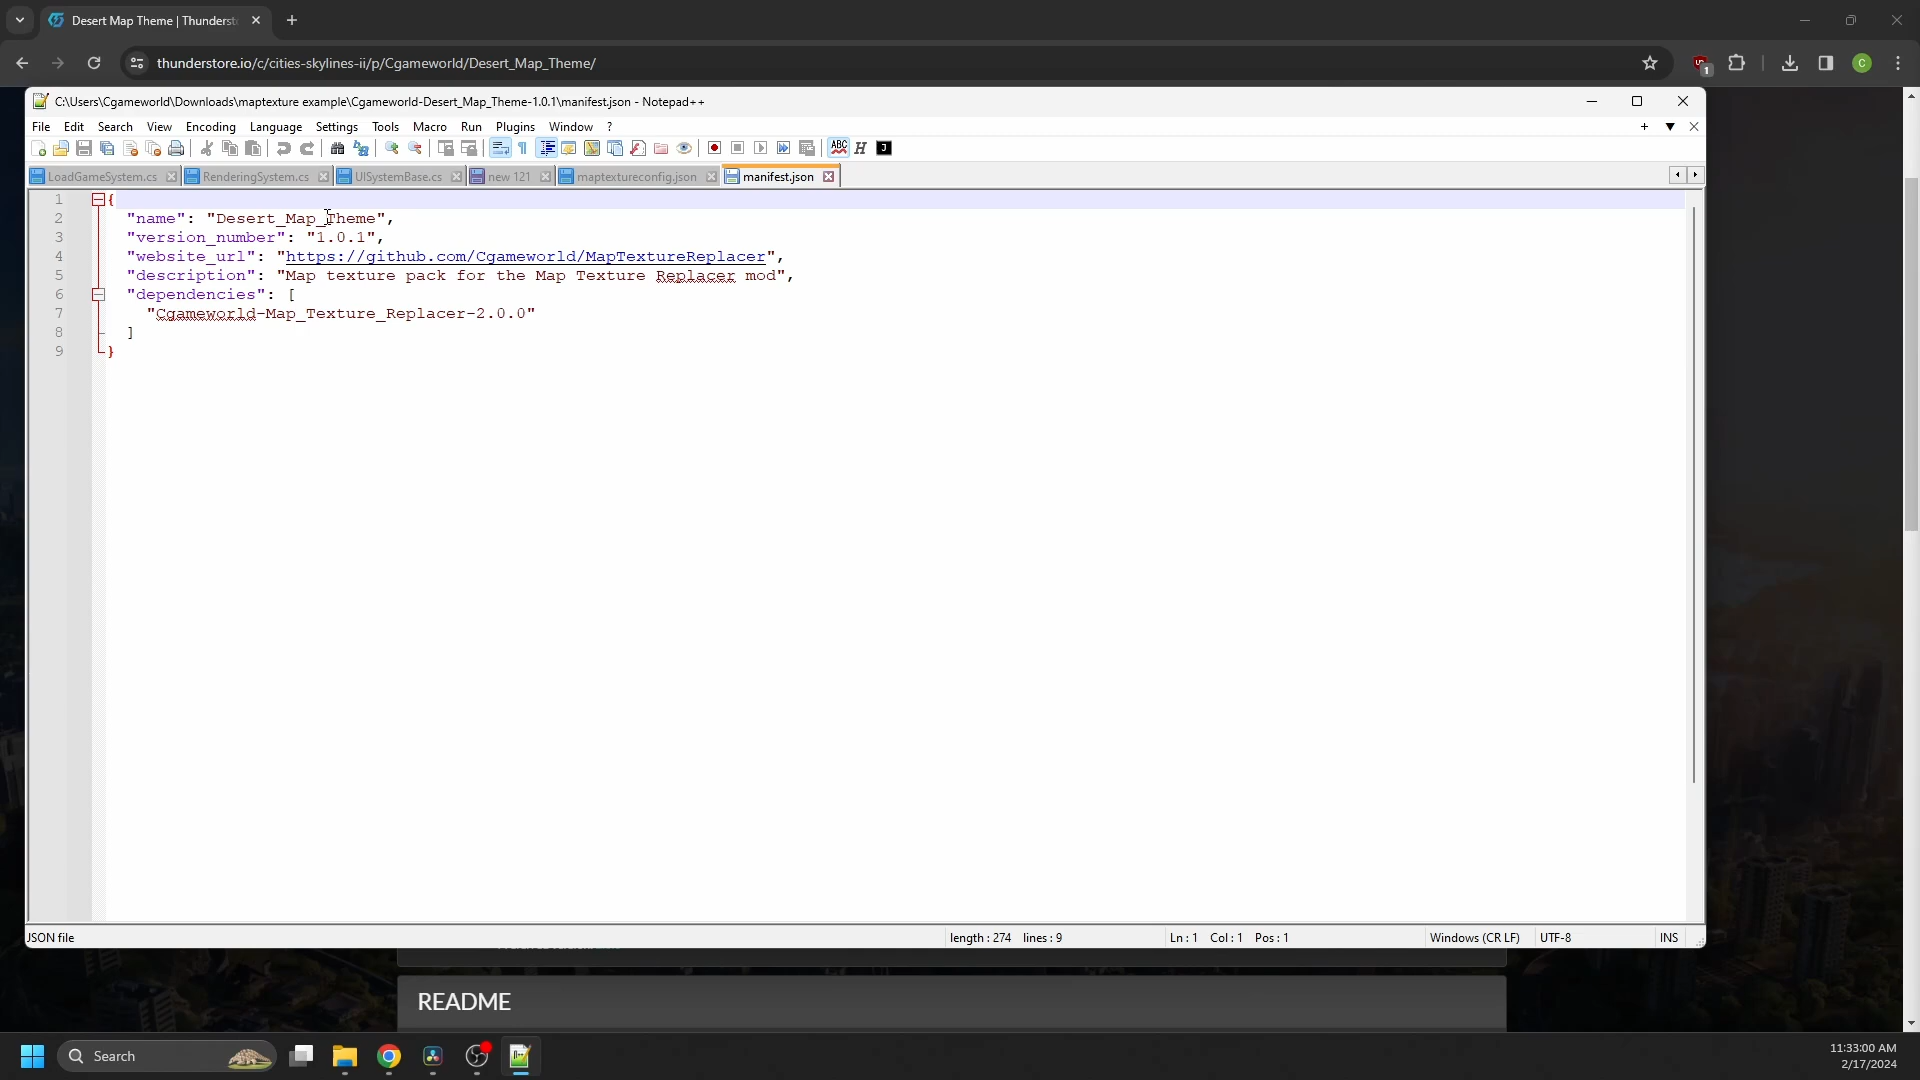 Desert Map Theme | Thunderst
thunderstore.io/c/cities-skylines-ii/p/Cgameworld/Desert_Map_Theme/
1
C
C:\Users\Cgameworld\Downloads\maptexture example\Cgameworld-Desert_Map_Theme-1.0.1\manifest.json - Notepad++
File Edit Search View Encoding Language Settings Tools Macro Run Plugins Window ?
ABC H J
LoadGameSystem.cs RenderingSystem.cs UISystemBase.cs new 121 maptextureconfig.json manifest.json
1 {
2 "name": "Desert_Map_Theme",
3 "version_number": "1.0.1",
4 "website_url": "https://github.com/Cgameworld/MapTextureReplacer",
5 "description": "Map texture pack for the Map Texture Replacer mod",
6 "dependencies": [
7 "Cgameworld-Map_Texture_Replacer-2.0.0"
8 ]
9 }
JSON file length : 274 lines : 9 Ln : 1 Col : 1 Pos : 1 Windows (CR LF) UTF-8 INS
README
Search
11:33:00 AM
2/17/2024